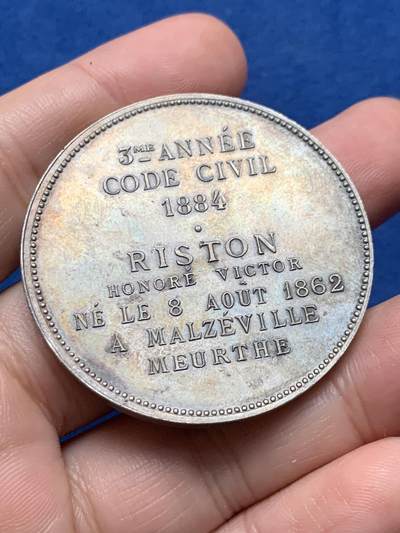 3ME ANNÉE
CODE CIVIL
1884
RISTON
HONORÉ VICTOR
NÉ LE 8 AOÛT 1862
A MALZÉVILLE
MEURTHE